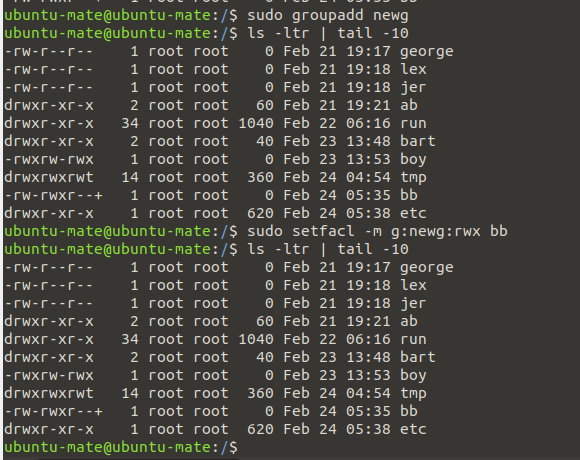 ubuntu-mate@ubuntu-mate:/$ sudo groupadd newg
ubuntu-mate@ubuntu-mate:/$ ls -ltr | tail -10
-rw-r--r--   1 root root    0 Feb 21 19:17 george
-rw-r--r--   1 root root    0 Feb 21 19:18 lex
-rw-r--r--   1 root root    0 Feb 21 19:18 jer
drwxr-xr-x   2 root root   60 Feb 21 19:21 ab
drwxr-xr-x  34 root root 1040 Feb 22 06:16 run
drwxr-xr-x   2 root root   40 Feb 23 13:48 bart
-rwxrw-rwx   1 root root    0 Feb 23 13:53 boy
drwxrwxrwt  14 root root  360 Feb 24 04:54 tmp
-rw-rwxr--+  1 root root    0 Feb 24 05:35 bb
drwxr-xr-x   1 root root  620 Feb 24 05:38 etc
ubuntu-mate@ubuntu-mate:/$ sudo setfacl -m g:newg:rwx bb
ubuntu-mate@ubuntu-mate:/$ ls -ltr | tail -10
-rw-r--r--   1 root root    0 Feb 21 19:17 george
-rw-r--r--   1 root root    0 Feb 21 19:18 lex
-rw-r--r--   1 root root    0 Feb 21 19:18 jer
drwxr-xr-x   2 root root   60 Feb 21 19:21 ab
drwxr-xr-x  34 root root 1040 Feb 22 06:16 run
drwxr-xr-x   2 root root   40 Feb 23 13:48 bart
-rwxrw-rwx   1 root root    0 Feb 23 13:53 boy
drwxrwxrwt  14 root root  360 Feb 24 04:54 tmp
-rw-rwxr--+  1 root root    0 Feb 24 05:35 bb
drwxr-xr-x   1 root root  620 Feb 24 05:38 etc
ubuntu-mate@ubuntu-mate:/$